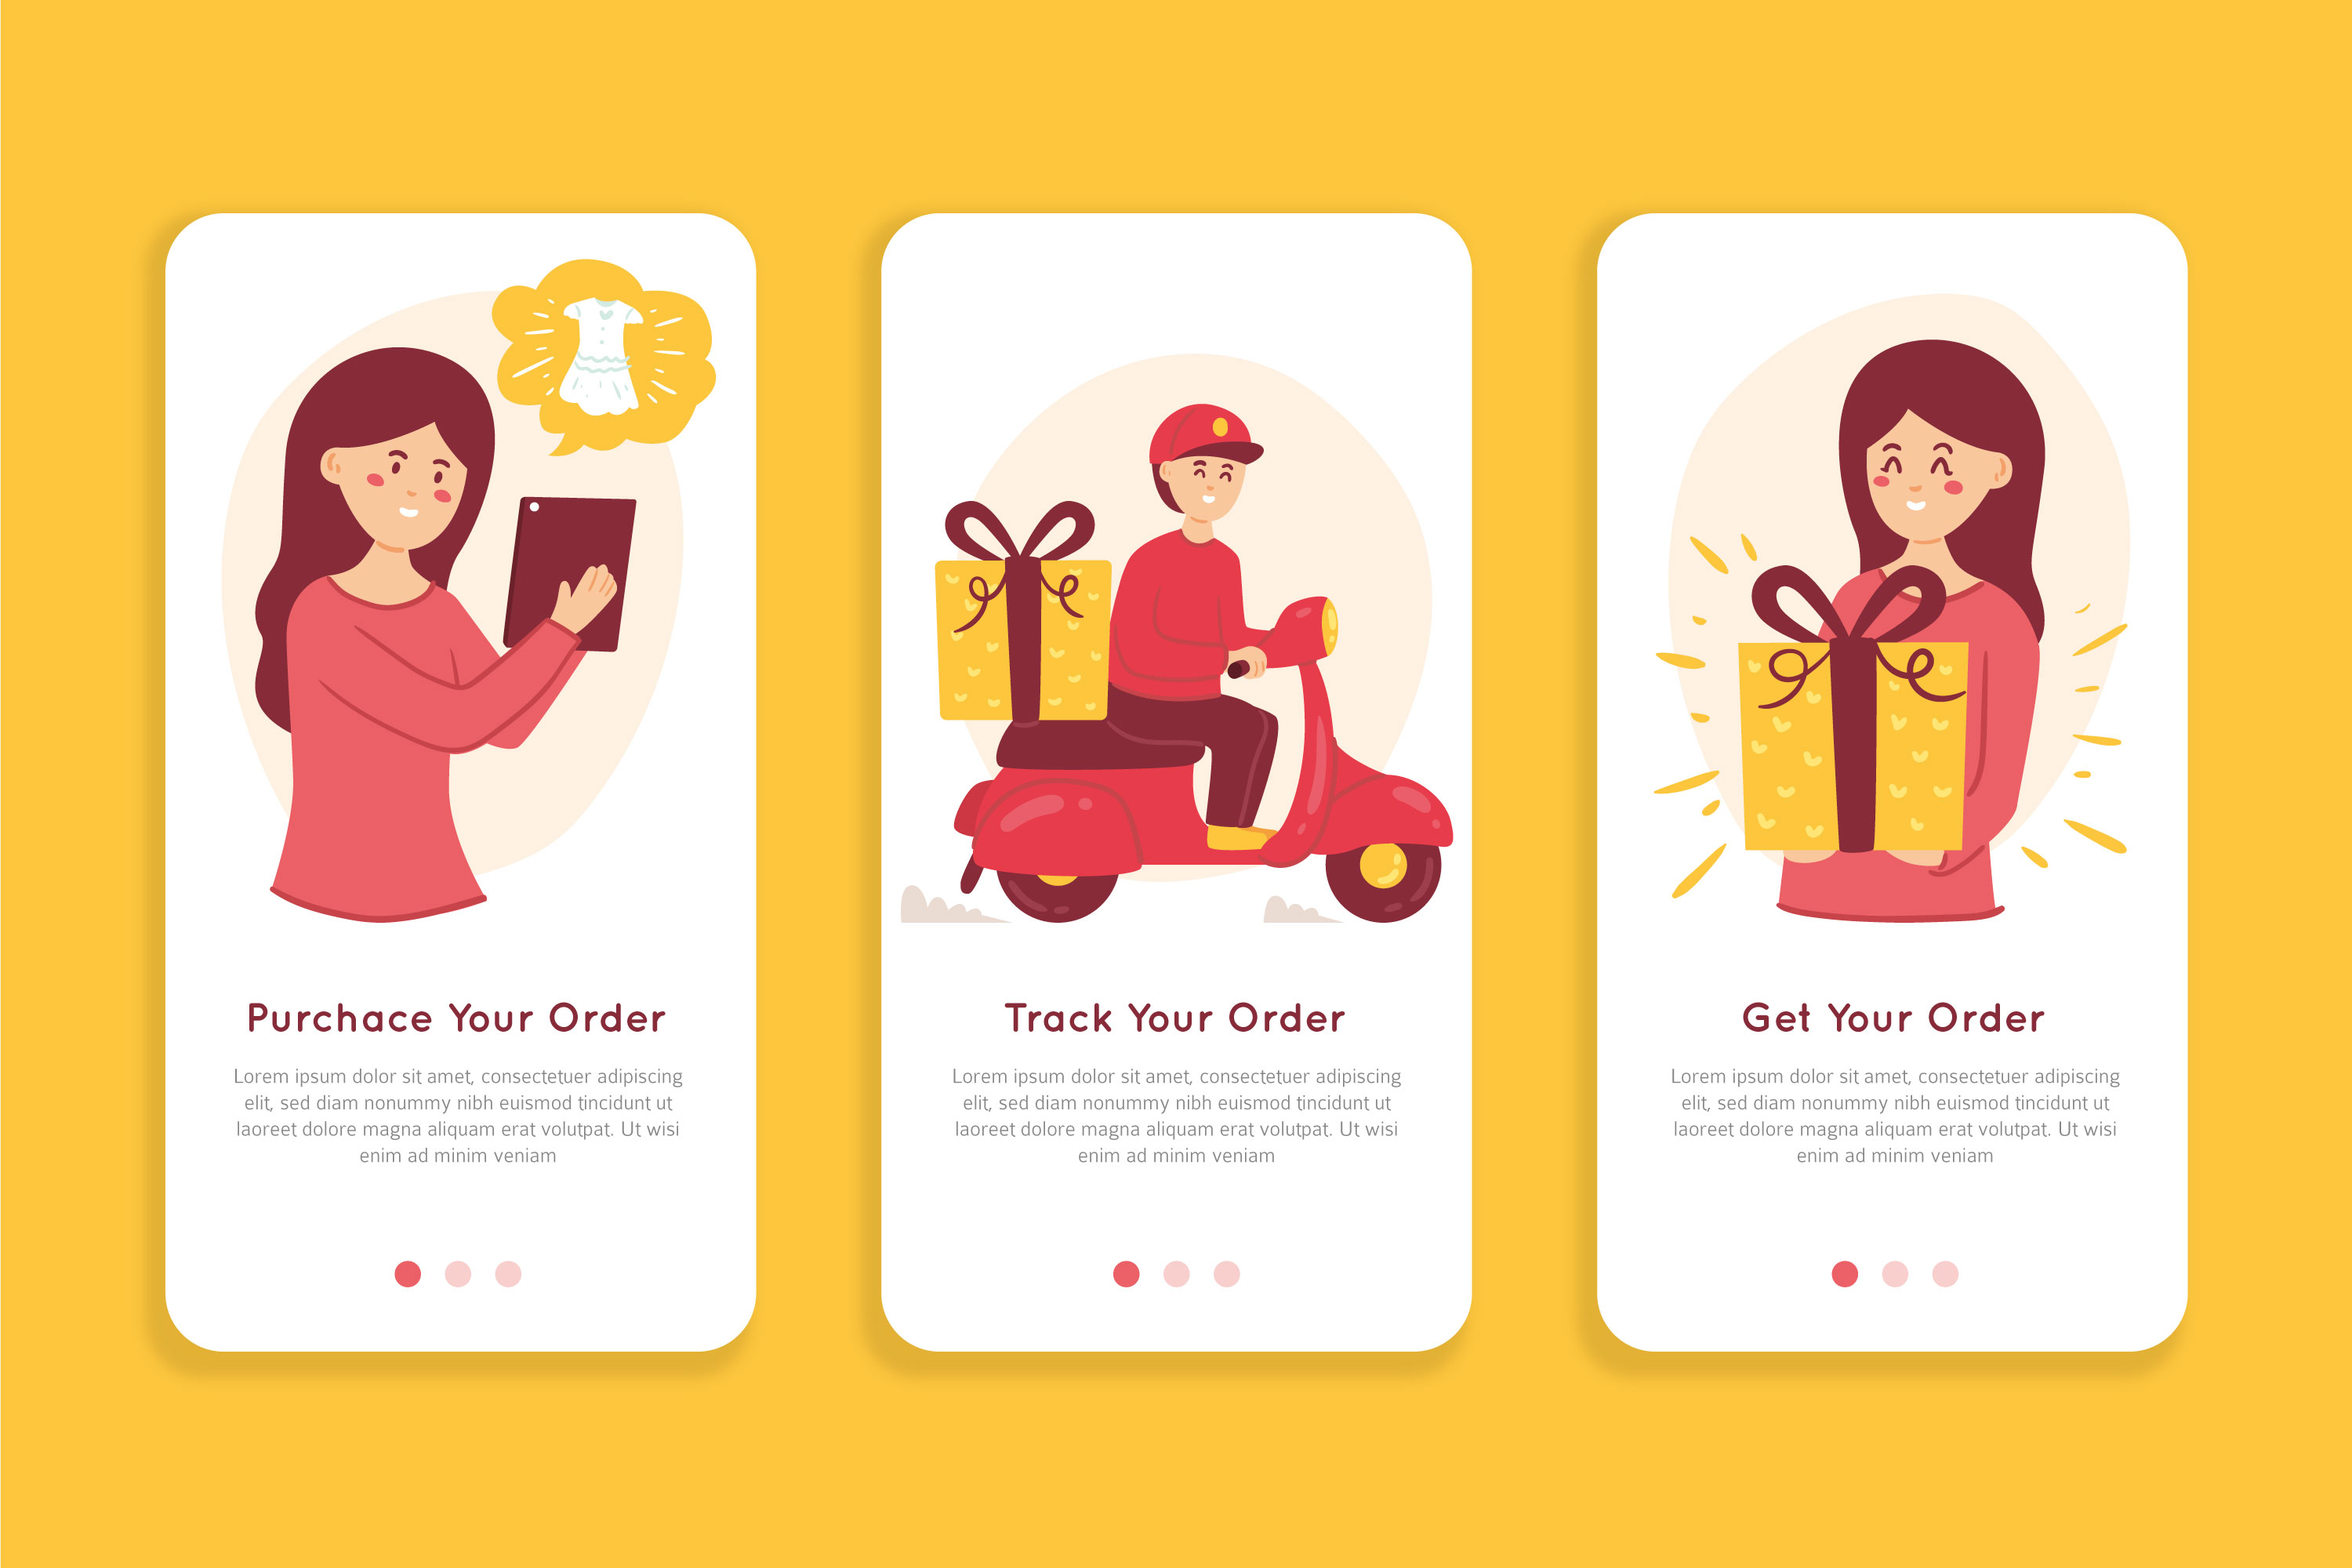 Purchace Your Order
Lorem ipsum dolor sit amet, consectetuer adipiscing
elit, sed diam nonummy nibh euismod tincidunt ut
laoreet dolore magna aliquam erat volutpat. Ut wisi
enim ad minim veniam
Track Your Order
Lorem ipsum dolor sit amet, consectetuer adipiscing
elit, sed diam nonummy nibh euismod tincidunt ut
laoreet dolore magna aliquam erat volutpat. Ut wisi
enim ad minim veniam
Get Your Order
Lorem ipsum dolor sit amet, consectetuer adipiscing
elit, sed diam nonummy nibh euismod tincidunt ut
laoreet dolore magna aliquam erat volutpat. Ut wisi
enim ad minim veniam